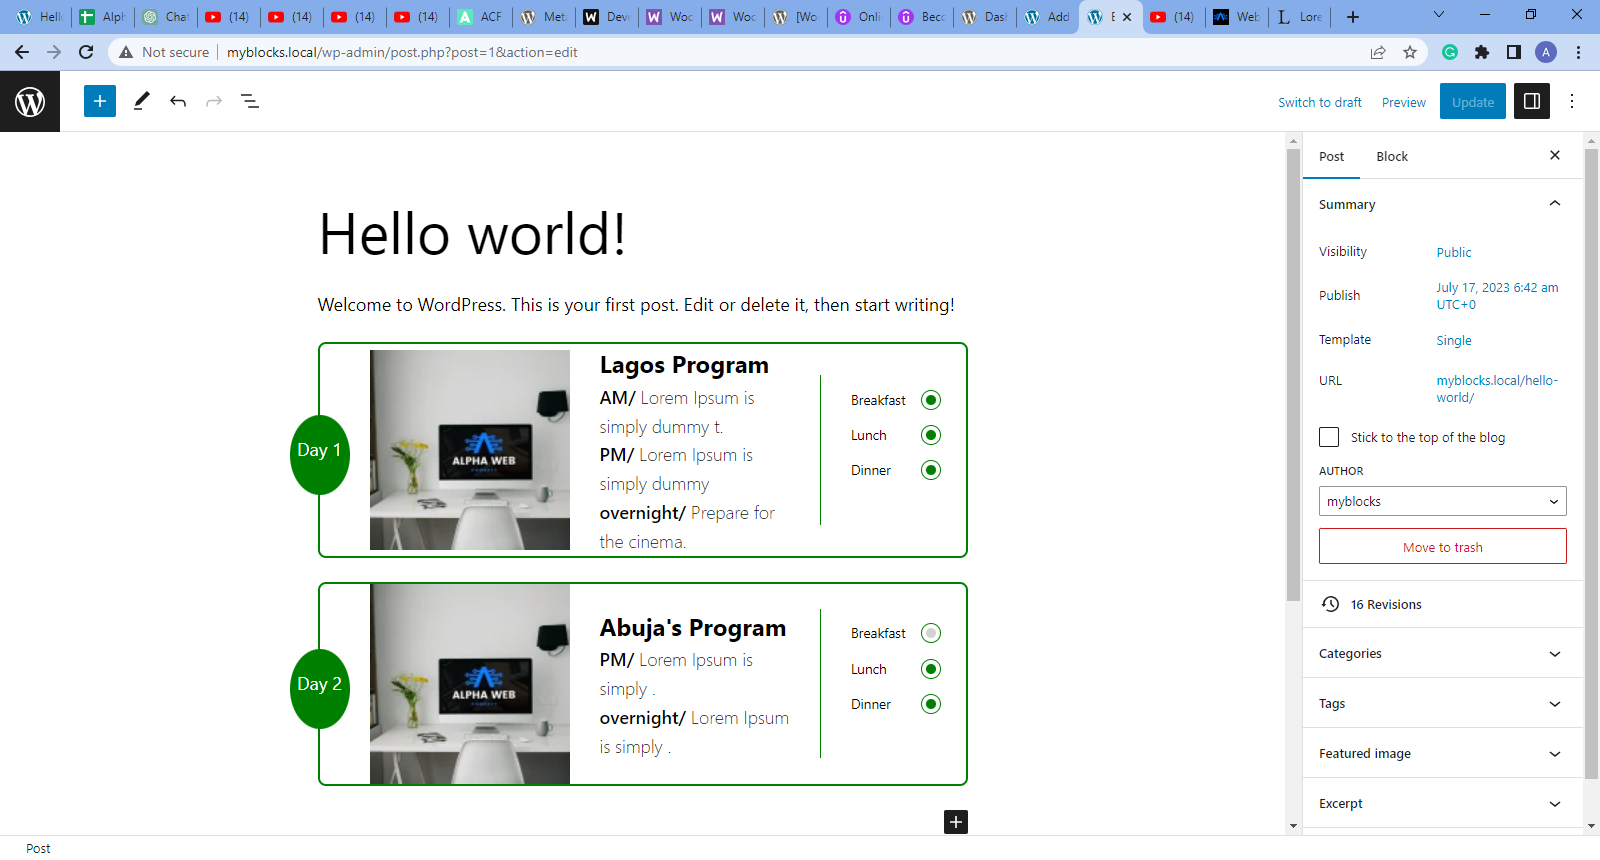 Hello
Alph
Chat
(14)
(14)
(14)
(14)
ACF
Met
Dev
Woc
Woc
[Wo
Onli
Beco
Das
Add
E
(14)
Web
Lore
Not secure
myblocks.local/wp-admin/post.php?post=1&action=edit
A
Switch to draft
Preview
Update
Hello world!
Welcome to WordPress. This is your first post. Edit or delete it, then start writing!
Day 1
ALPHA WEB
Lagos Program
AM/ Lorem Ipsum is
simply dummy t.
PM/ Lorem Ipsum is
simply dummy
overnight/ Prepare for
the cinema.
Breakfast
Lunch
Dinner
Day 2
ALPHA WEB
Abuja's Program
PM/ Lorem Ipsum is
simply .
overnight/ Lorem Ipsum
is simply .
Breakfast
Lunch
Dinner
Post
Block
Summary
Visibility
Public
Publish
July 17, 2023 6:42 am
UTC+0
Template
Single
URL
myblocks.local/hello-
world/
Stick to the top of the blog
AUTHOR
myblocks
Move to trash
16 Revisions
Categories
Tags
Featured image
Excerpt
Post